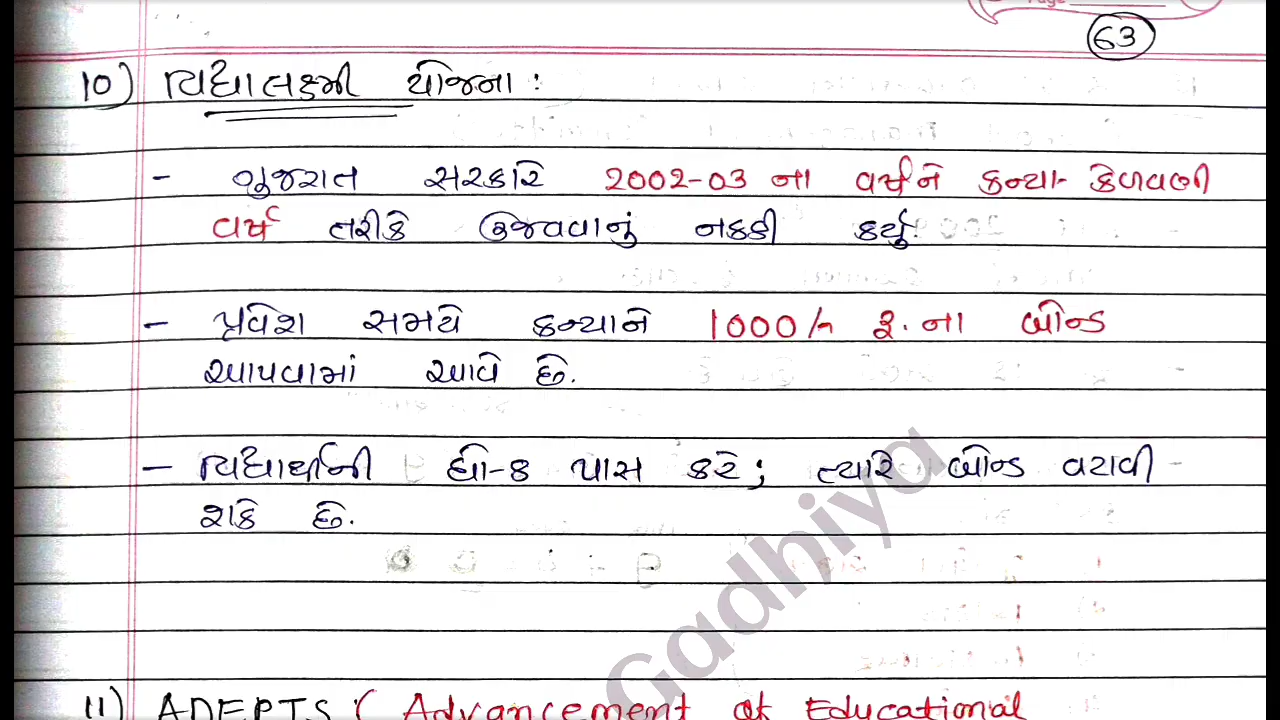 63
10) વિદ્યાલક્ષ્મી યોજના :
- ગુજરાત સરકારે 2002-03 ના વર્ષને કન્યા કેળવણી
વર્ષ તરીકે ઉજવવાનું નકકી કર્યું.
- પ્રવેશ સમયે કન્યાને 1000/- રૂ. ના બોન્ડ
આપવામાં આવે છે.
- વિદ્યાર્થીની ધો-8 પાસ કરે; ત્યારે બોન્ડ વટાવી
શકે છે.
Gadhiya
11) ADEPTS ( Advancement of Educational